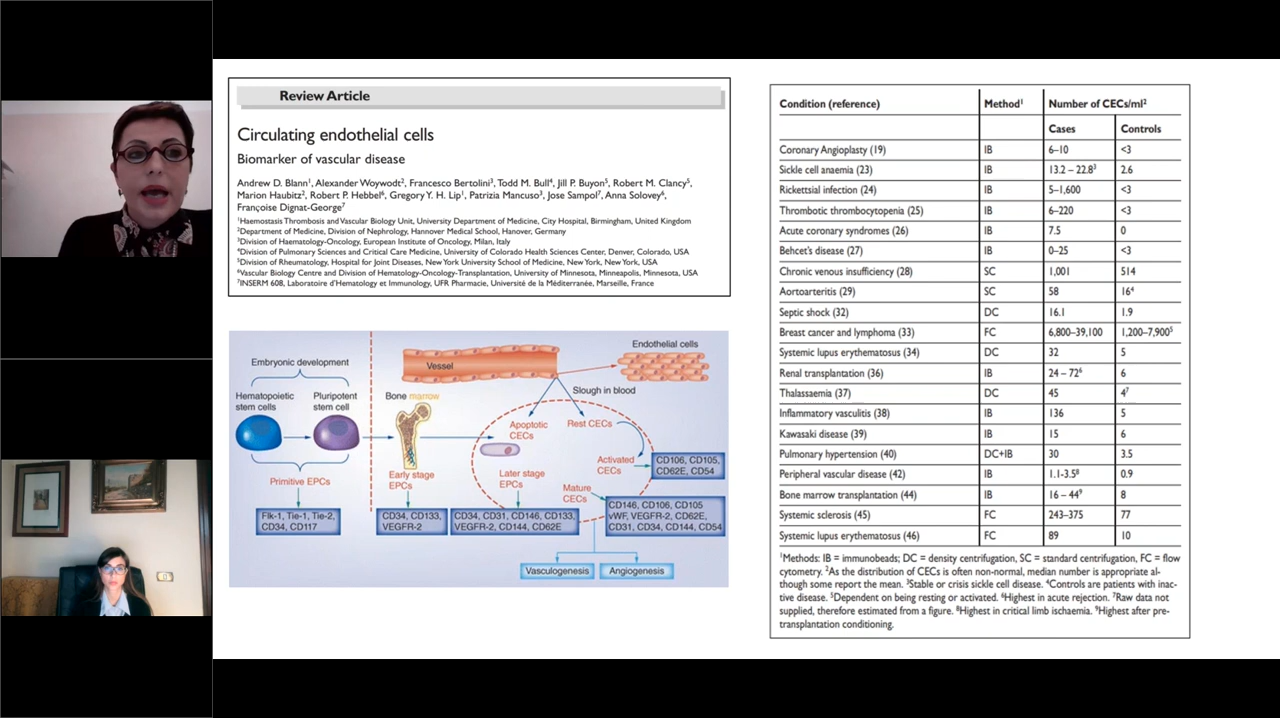 Review Article
Circulating endothelial cells
Biomarker of vascular disease
Andrew D. Blann¹, Alexander Woywodt², Francesco Bertolini³, Todd M. Bull⁴, Jill P. Buyon⁵, Robert M. Clancy⁵,
Marion Haubitz², Robert P. Hebbel⁶, Gregory Y. H. Lip¹, Patrizia Mancuso³, Jose Sampol⁷, Anna Solovey⁶,
Françoise Dignat-George⁷
¹Haemostasis Thrombosis and Vascular Biology Unit, University Department of Medicine, City Hospital, Birmingham, United Kingdom
²Department of Medicine, Division of Nephrology, Hannover Medical School, Hanover, Germany
³Division of Haematology-Oncology, European Institute of Oncology, Milan, Italy
⁴Division of Pulmonary Sciences and Critical Care Medicine, University of Colorado Health Sciences Center, Denver, Colorado, USA
⁵Division of Rheumatology, Hospital for Joint Diseases, New York University School of Medicine, New York, New York, USA
⁶Vascular Biology Centre and Division of Hematology-Oncology-Transplantation, University of Minnesota, Minneapolis, Minnesota, USA
⁷INSERM 608, Laboratoire d'Hematology et Immunology, UFR Pharmacie, Université de la Méditerranée, Marseille, France
Embryonic development
Hematopoietic
stem cells
Pluripotent
stem cell
Primitive EPCs
Flk-1, Tie-1, Tie-2,
CD34, CD117
Bone marrow
Early stage
EPCs
CD34, CD133,
VEGFR-2
Vessel
Endothelial cells
Slough in blood
Apoptotic
CECs
Rest CECs
Activated
CECs
CD106, CD105,
CD62E, CD54
Later stage
EPCs
CD34, CD31, CD146, CD133,
VEGFR-2, CD144, CD62E
Mature
CECs
CD146, CD106, CD105
vWF, VEGFR-2, CD62E,
CD31, CD34, CD144, CD54
Vasculogenesis
Angiogenesis
Condition (reference) Method¹ Number of CECs/ml²
Cases Controls
Coronary Angioplasty (19) IB 6–10 <3
Sickle cell anaemia (23) IB 13.2 – 22.8³ 2.6
Rickettsial infection (24) IB 5–1,600 <3
Thrombotic thrombocytopenia (25) IB 6–220 <3
Acute coronary syndromes (26) IB 7.5 0
Behcet's disease (27) IB 0–25 <3
Chronic venous insufficiency (28) SC 1,001 514
Aortoarteritis (29) SC 58 16⁴
Septic shock (32) DC 16.1 1.9
Breast cancer and lymphoma (33) FC 6,800–39,100 1,200–7,900⁵
Systemic lupus erythematosus (34) DC 32 5
Renal transplantation (36) IB 24 – 72⁶ 6
Thalassaemia (37) DC 45 4⁷
Inflammatory vasculitis (38) IB 136 5
Kawasaki disease (39) IB 15 6
Pulmonary hypertension (40) DC+IB 30 3.5
Peripheral vascular disease (42) IB 1.1-3.5⁸ 0.9
Bone marrow transplantation (44) IB 16 – 44⁹ 8
Systemic sclerosis (45) FC 243–375 77
Systemic lupus erythematosus (46) FC 89 10
¹Methods: IB = immunobeads; DC = density centrifugation, SC = standard centrifugation, FC = flow
cytometry. ²As the distribution of CECs is often non-normal, median number is appropriate al-
though some report the mean. ³Stable or crisis sickle cell disease. ⁴Controls are patients with inac-
tive disease. ⁵Dependent on being resting or activated. ⁶Highest in acute rejection. ⁷Raw data not
supplied, therefore estimated from a figure. ⁸Highest in critical limb ischaemia. ⁹Highest after pre-
transplantation conditioning.